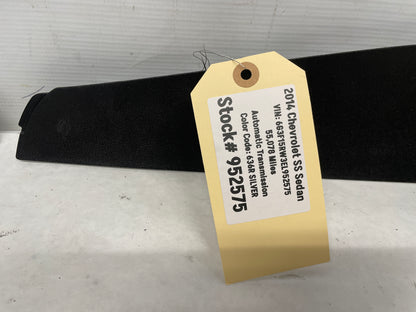 2014 Chevrolet SS Sedan
VIN: 6G3F15RW3EL952575
55,078 Miles
Automatic Transmission
Color Code: 636R SILVER
Stock# 952575